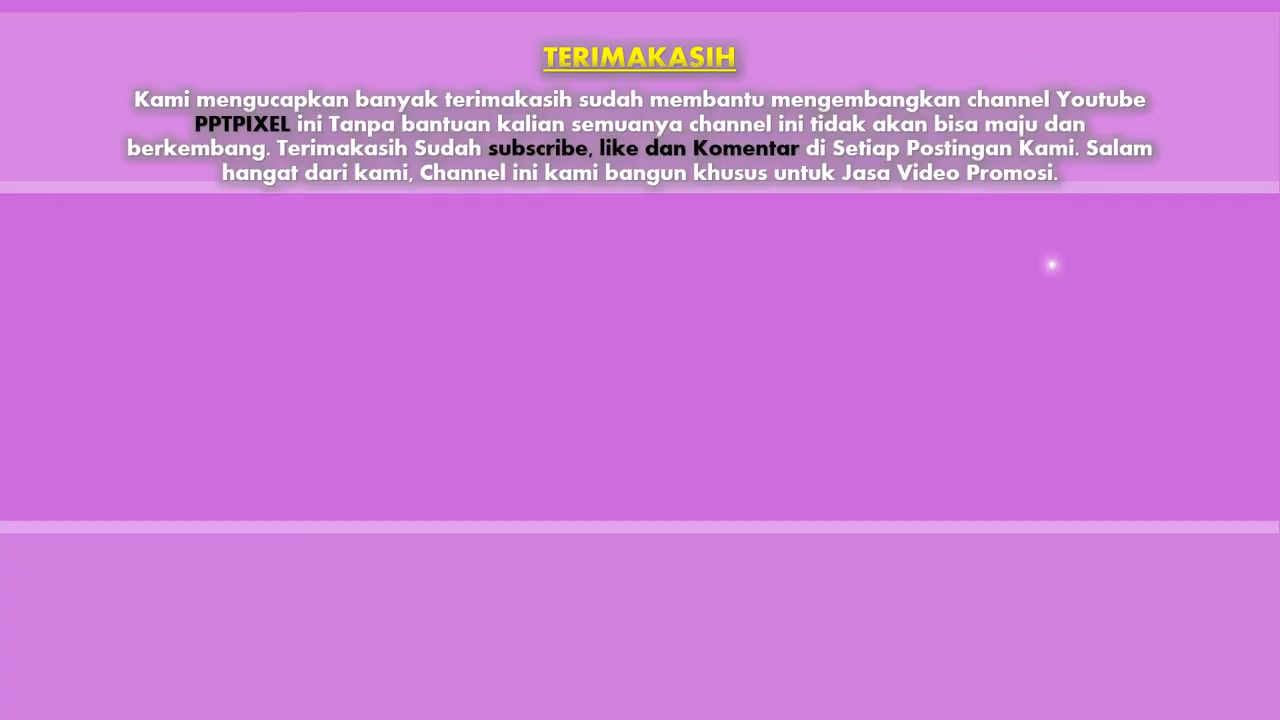 TERIMAKASIH
Kami mengucapkan banyak terimakasih sudah membantu mengembangkan channel Youtube
PPTPIXEL ini Tanpa bantuan kalian semuanya channel ini tidak akan bisa maju dan
berkembang. Terimakasih Sudah subscribe, like dan Komentar di Setiap Postingan Kami. Salam
hangat dari kami, Channel ini kami bangun khusus untuk Jasa Video Promosi.